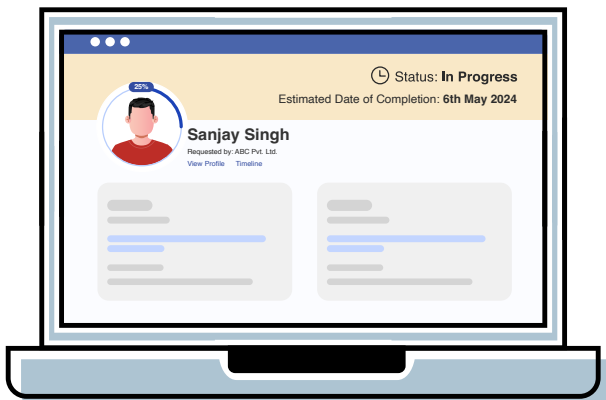 Status: In Progress
Estimated Date of Completion: 6th May 2024
25%
Sanjay Singh
Requested by: ABC Pvt. Ltd.
View Profile Timeline